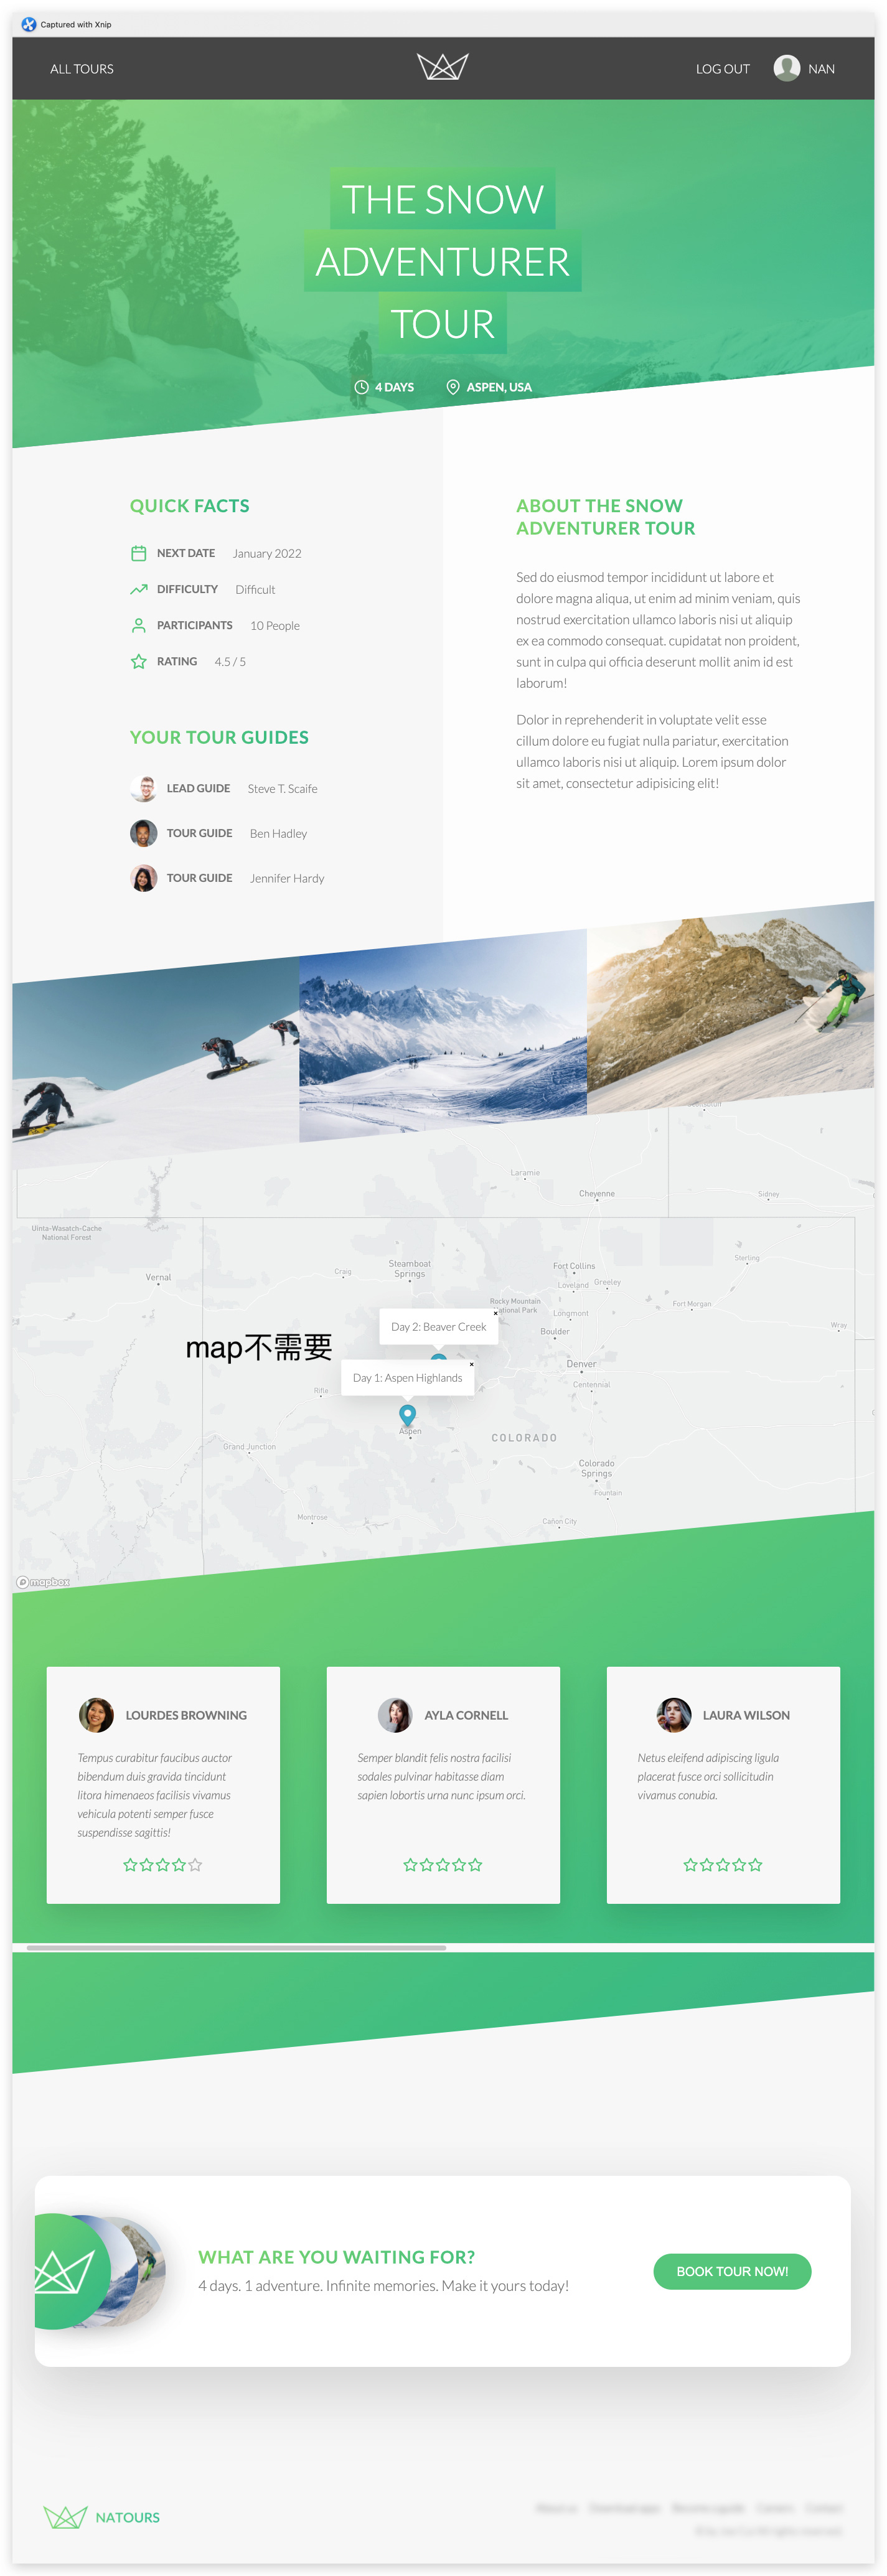 Captured with Xnip
ALL TOURS
LOG OUT
NAN
THE SNOW
ADVENTURER
TOUR
4 DAYS
ASPEN, USA
QUICK FACTS
NEXT DATE January 2022
DIFFICULTY Difficult
PARTICIPANTS 10 People
RATING 4.5 / 5
YOUR TOUR GUIDES
LEAD GUIDE Steve T. Scaife
TOUR GUIDE Ben Hadley
TOUR GUIDE Jennifer Hardy
ABOUT THE SNOW
ADVENTURER TOUR
Sed do eiusmod tempor incididunt ut labore et
dolore magna aliqua, ut enim ad minim veniam, quis
nostrud exercitation ullamco laboris nisi ut aliquip
ex ea commodo consequat. cupidatat non proident,
sunt in culpa qui officia deserunt mollit anim id est
laborum!
Dolor in reprehenderit in voluptate velit esse
cillum dolore eu fugiat nulla pariatur, exercitation
ullamco laboris nisi ut aliquip. Lorem ipsum dolor
sit amet, consectetur adipisicing elit!
Laramie
Cheyenne
Sidney
Uinta-Wasatch-Cache
National Forest
Vernal
Craig
Steamboat
Springs
Fort Collins
Sterling
Loveland
Greeley
Rocky Mountain
National Park
Fort Morgan
Longmont
Wray
Boulder
Day 2: Beaver Creek
map不需要
Denver
Day 1: Aspen Highlands
Centennial
Rifle
Aspen
COLORADO
Grand Junction
Colorado
Springs
Fountain
Montrose
Cañon City
mapbox
LOURDES BROWNING
Tempus curabitur faucibus auctor
bibendum duis gravida tincidunt
litora himenaeos facilisis vivamus
vehicula potenti semper fusce
suspendisse sagittis!
AYLA CORNELL
Semper blandit felis nostra facilisi
sodales pulvinar habitasse diam
sapien lobortis urna nunc ipsum orci.
LAURA WILSON
Netus eleifend adipiscing ligula
placerat fusce orci sollicitudin
vivamus conubia.
WHAT ARE YOU WAITING FOR?
4 days. 1 adventure. Infinite memories. Make it yours today!
BOOK TOUR NOW!
NATOURS